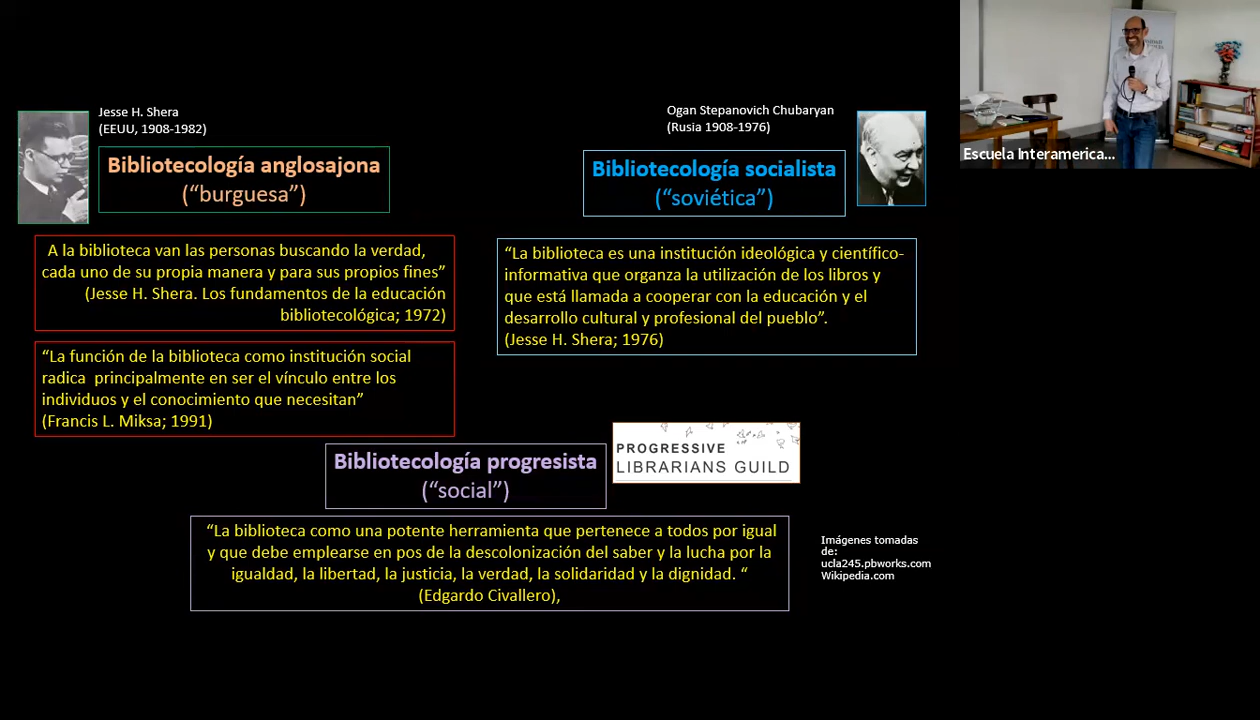 Jesse H. Shera
(EEUU, 1908-1982)
Bibliotecología anglosajona
(“burguesa”)
Ogan Stepanovich Chubaryan
(Rusia 1908-1976)
Bibliotecología socialista
(“soviética”)
Escuela Interamerica...
A la biblioteca van las personas buscando la verdad,
cada uno de su propia manera y para sus propios fines”
(Jesse H. Shera. Los fundamentos de la educación
bibliotecológica; 1972)
“La función de la biblioteca como institución social
radica principalmente en ser el vínculo entre los
individuos y el conocimiento que necesitan”
(Francis L. Miksa; 1991)
“La biblioteca es una institución ideológica y científico-
informativa que organza la utilización de los libros y
que está llamada a cooperar con la educación y el
desarrollo cultural y profesional del pueblo”.
(Jesse H. Shera; 1976)
Bibliotecología progresista
(“social”)
PROGRESSIVE
LIBRARIANS GUILD
“La biblioteca como una potente herramienta que pertenece a todos por igual
y que debe emplearse en pos de la descolonización del saber y la lucha por la
igualdad, la libertad, la justicia, la verdad, la solidaridad y la dignidad. “
(Edgardo Civallero),
Imágenes tomadas
de:
ucla245.pbworks.com
Wikipedia.com